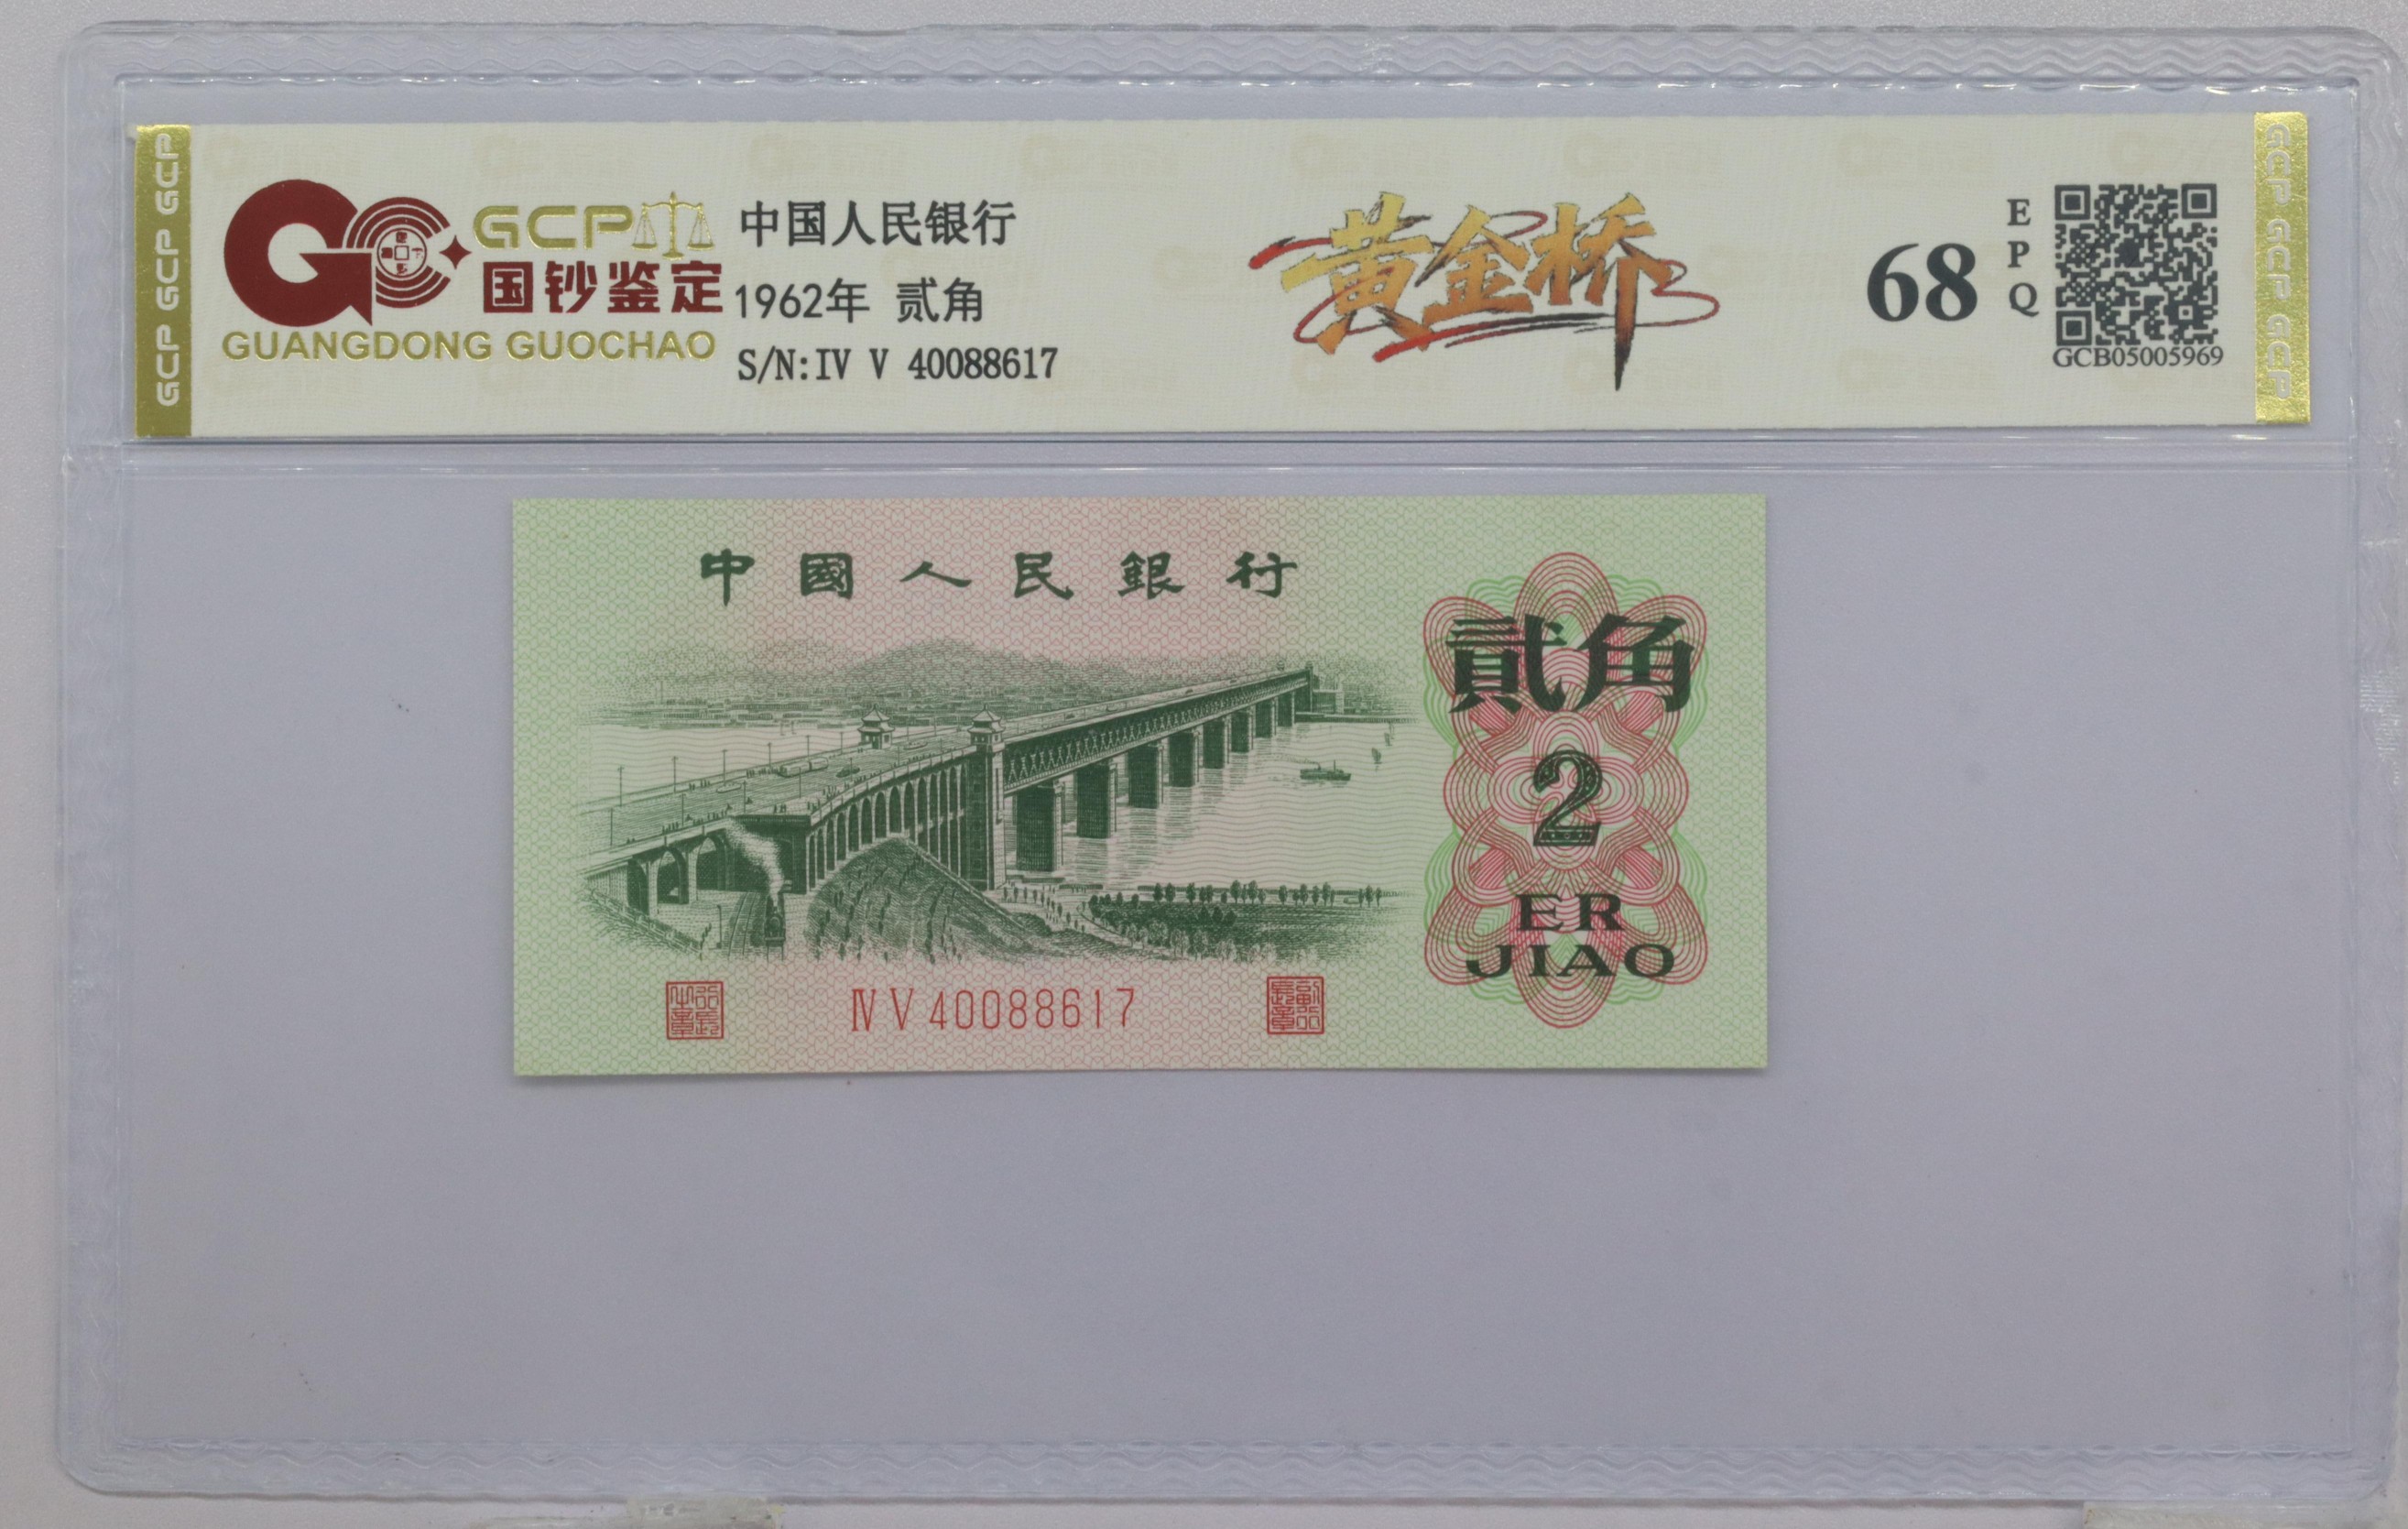 GCP GCP GCP
GCP
国钞鉴定
GUANGDONG GUOCHAO
中国人民银行
1962年 贰角
S/N:IV V 40088617
黄金桥
68
EPQ
GCB05005969
GCP GCP GCP
中國人民銀行
貳角
2
ER
JIAO
IV V 40088617